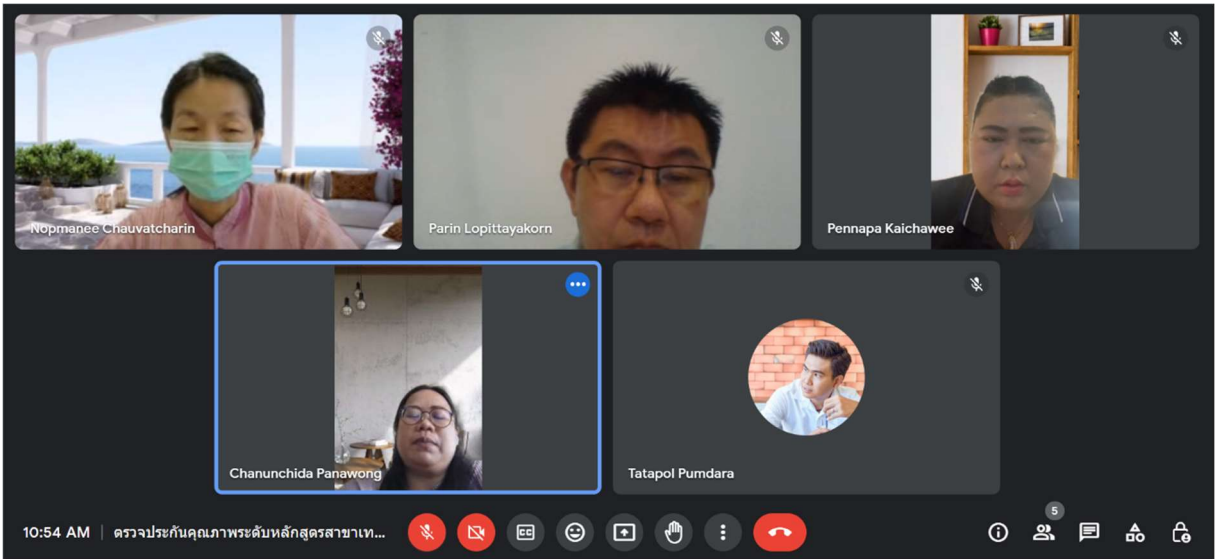 Nopmanee Chauvatcharin
Parin Lopittayakorn
Pennapa Kaichawee
Chanunchida Panawong
Tatapol Pumdara
5
10:54 AM | ตรวจประกันคุณภาพระดับหลักสูตรสาขาเท...
CC